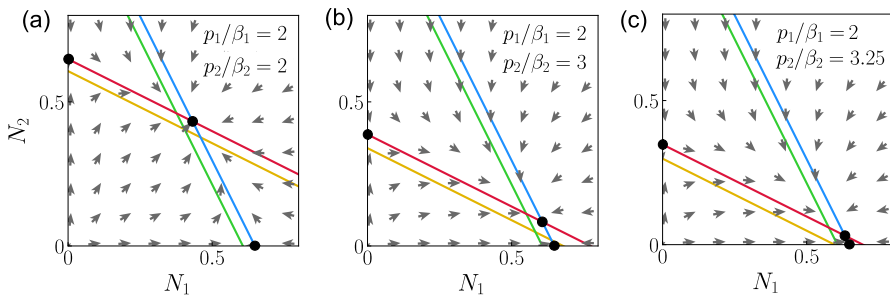 (a)
p₁/β₁ = 2
p₂/β₂ = 2
N₂
0.5
0
0
0.5
N₁
(b)
p₁/β₁ = 2
p₂/β₂ = 3
0.5
0
0
0.5
N₁
(c)
p₁/β₁ = 2
p₂/β₂ = 3.25
0.5
0
0
0.5
N₁